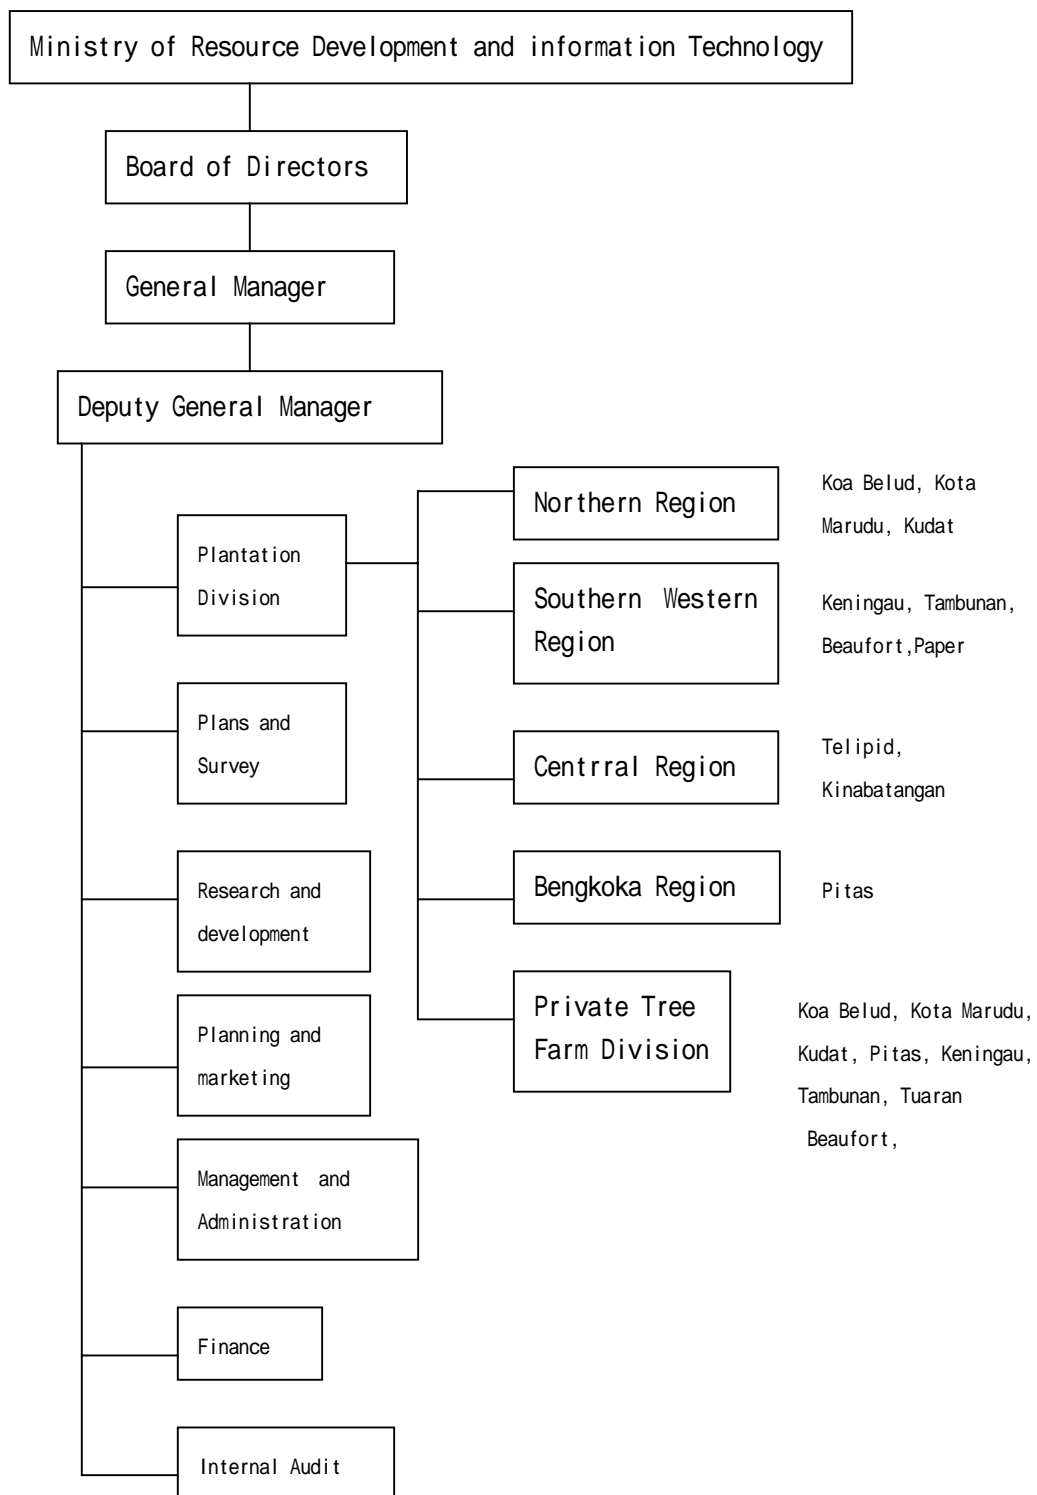 Ministry of Resource Development and information Technology
Board of Directors
General Manager
Deputy General Manager
Plantation
Division
Plans and
Survey
Research and
development
Planning and
marketing
Management and
Administration
Finance
Internal Audit
Northern Region
Koa Belud, Kota
Marudu, Kudat
Southern Western
Region
Keningau, Tambunan,
Beaufort,Paper
Centrral Region
Telipid,
Kinabatangan
Bengkoka Region
Pitas
Private Tree
Farm Division
Koa Belud, Kota Marudu,
Kudat, Pitas, Keningau,
Tambunan, Tuaran
Beaufort,